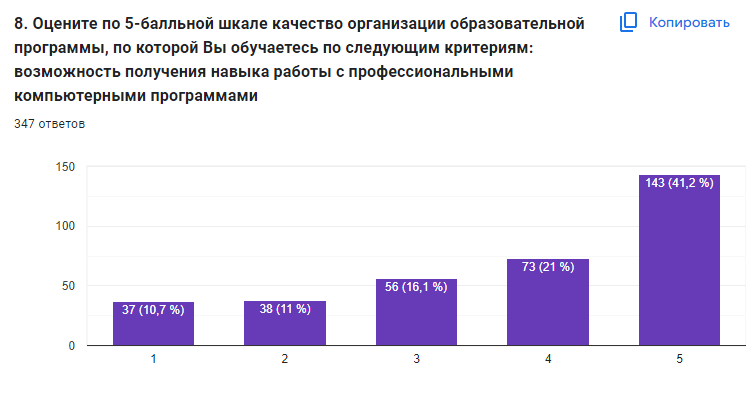 8. Оцените по 5-балльной шкале качество организации образовательной
программы, по которой Вы обучаетесь по следующим критериям:
возможность получения навыка работы с профессиональными
компьютерными программами
Копировать
347 ответов
150
100
50
0
37 (10,7 %)
38 (11 %)
56 (16,1 %)
73 (21 %)
143 (41,2 %)
1
2
3
4
5